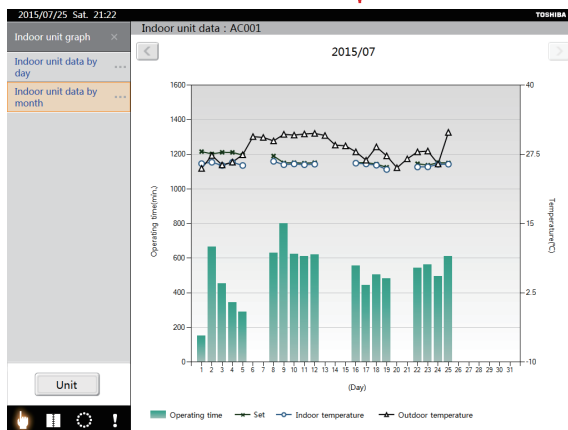 2015/07/25 Sat. 21:22
TOSHIBA
Indoor unit graph ×
Indoor unit data : AC001
Indoor unit data by
day
Indoor unit data by
month
< 2015/07 >
Operating time(min.)
1600
1400
1200
1000
800
600
400
200
0
40
27.5
15
2.5
-10
Temperature(℃)
1 2 3 4 5 6 7 8 9 10 11 12 13 14 15 16 17 18 19 20 21 22 23 24 25 26 27 28 29 30 31
(Day)
Unit
Operating time Set Indoor temperature Outdoor temperature